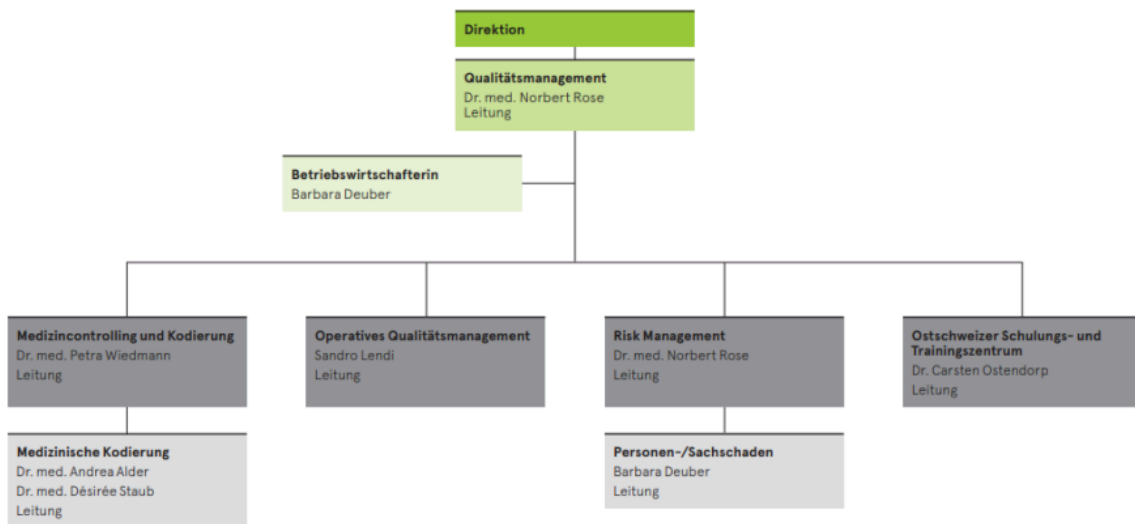 Direktion
Qualitätsmanagement
Dr. med. Norbert Rose
Leitung
Betriebswirtschafterin
Barbara Deuber
Medizincontrolling und Kodierung
Dr. med. Petra Wiedmann
Leitung
Operatives Qualitätsmanagement
Sandro Lendi
Leitung
Risk Management
Dr. med. Norbert Rose
Leitung
Ostschweizer Schulungs- und
Trainingszentrum
Dr. Carsten Ostendorp
Leitung
Medizinische Kodierung
Dr. med. Andrea Alder
Dr. med. Désirée Staub
Leitung
Personen-/Sachschaden
Barbara Deuber
Leitung